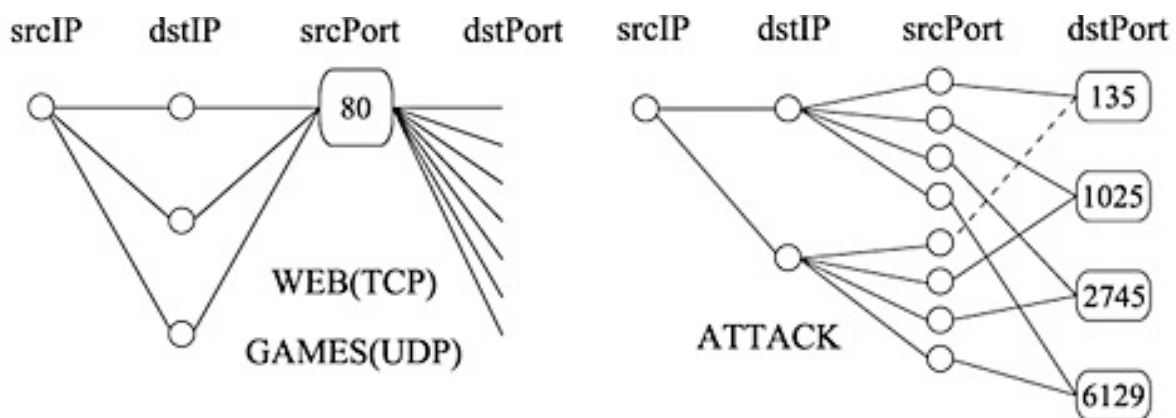 srcIP dstIP srcPort dstPort
80
WEB(TCP)
GAMES(UDP)
srcIP dstIP srcPort dstPort
135
1025
2745
6129
ATTACK